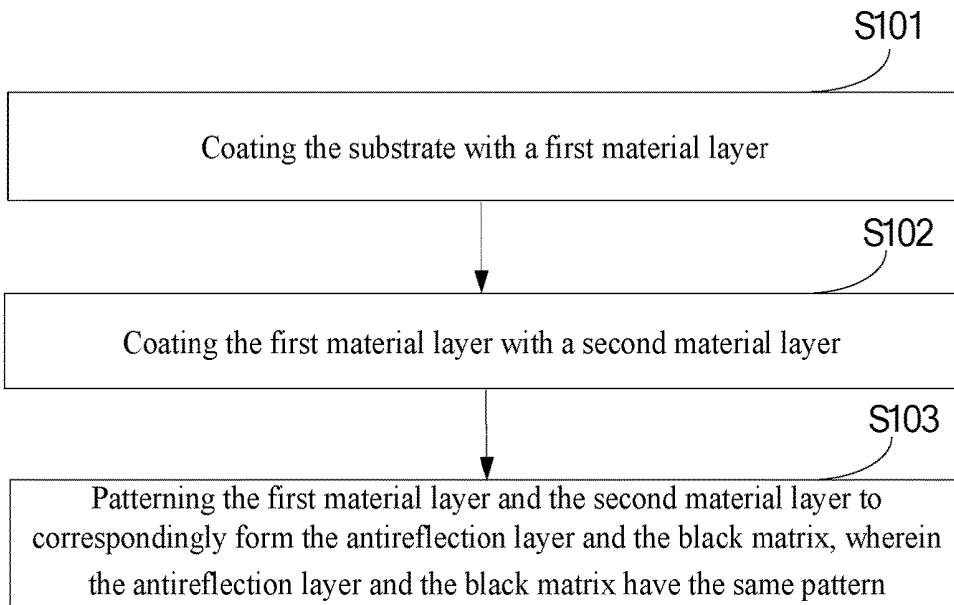 S101
Coating the substrate with a first material layer
S102
Coating the first material layer with a second material layer
S103
Patterning the first material layer and the second material layer to
correspondingly form the antireflection layer and the black matrix, wherein
the antireflection layer and the black matrix have the same pattern